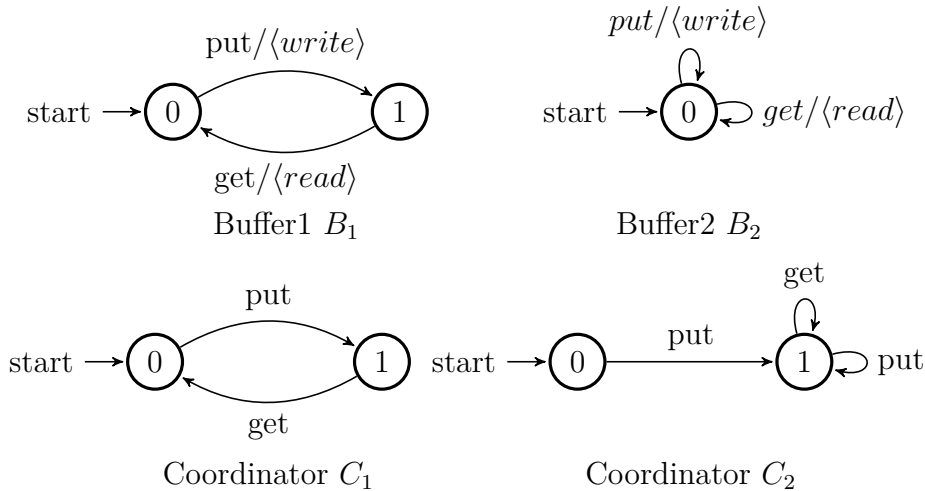 put/⟨write⟩
start 0 1
get/⟨read⟩
Buffer1 B₁
put/⟨write⟩
start 0 get/⟨read⟩
Buffer2 B₂
put
start 0 1
get
Coordinator C₁
get
start 0 put 1 put
Coordinator C₂